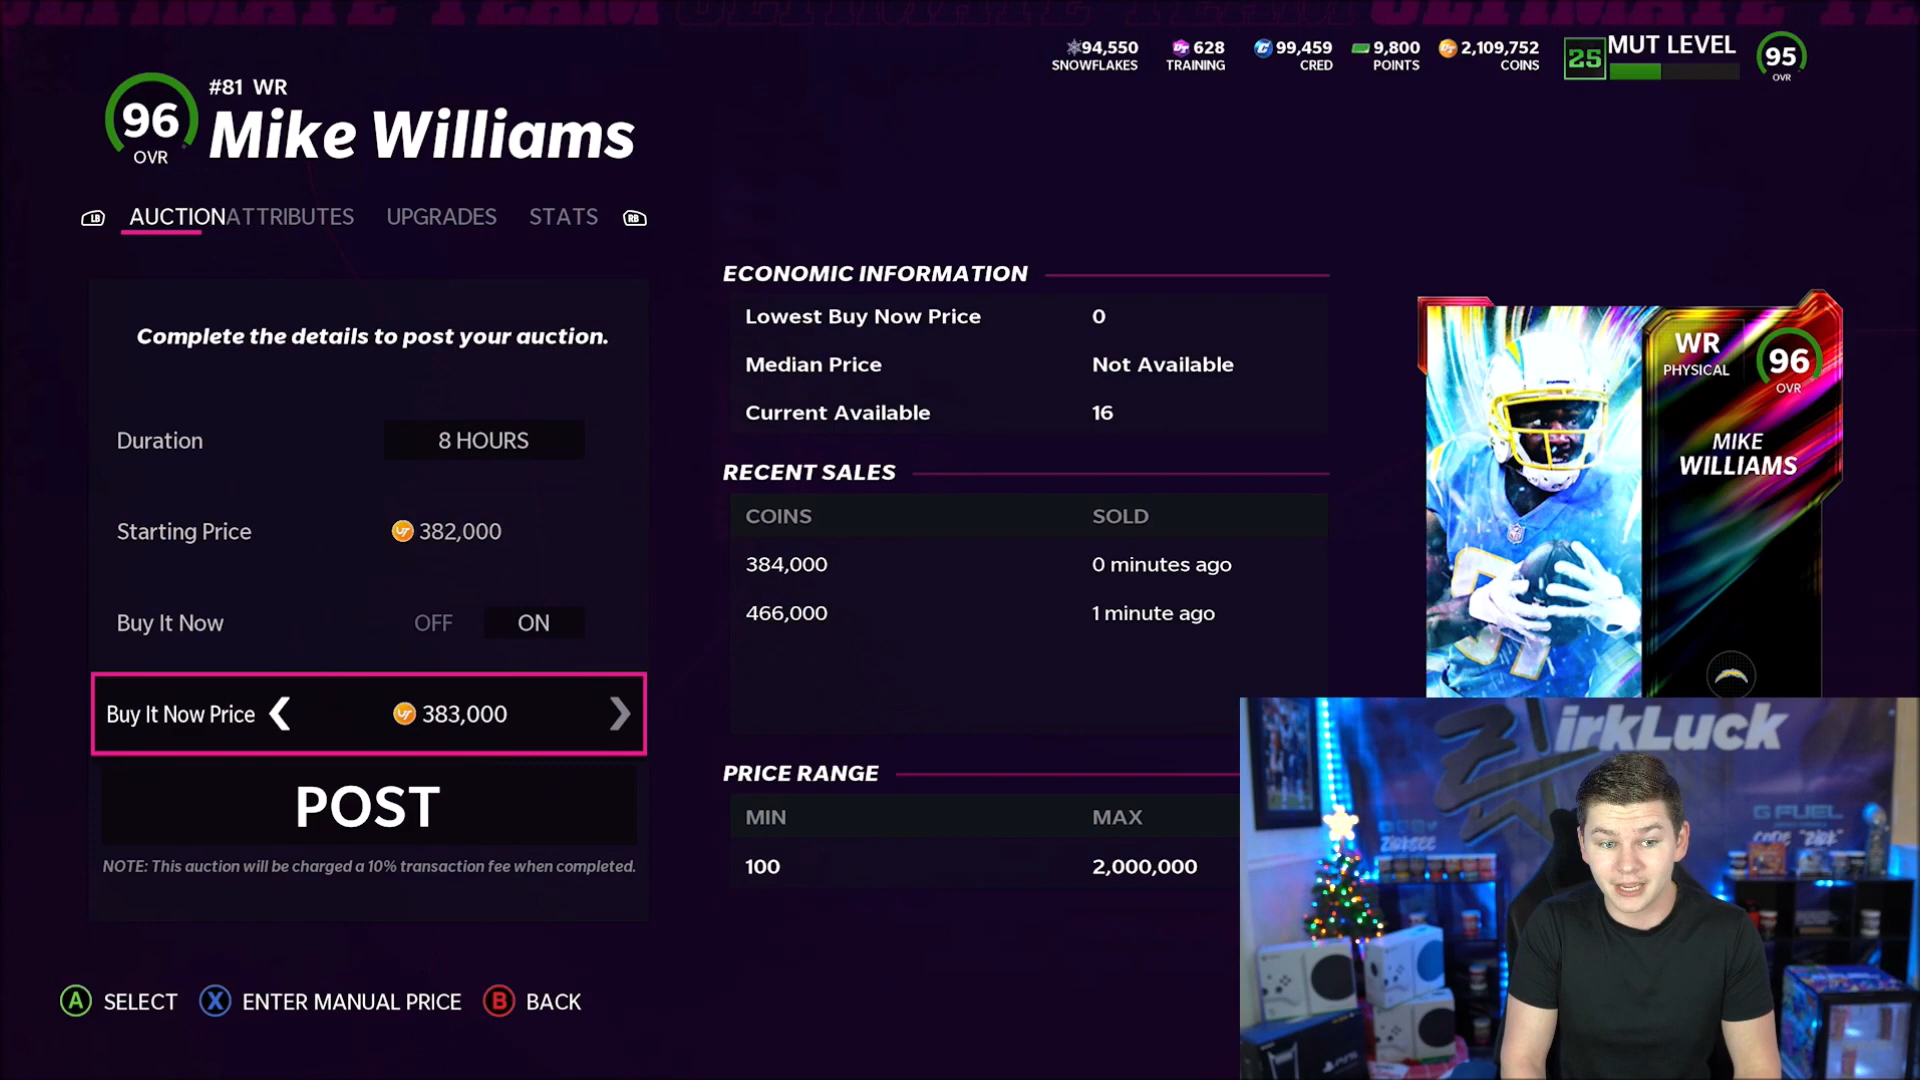 94,550 SNOWFLAKES
628 TRAINING
99,459 CRED
9,800 POINTS
2,109,752 COINS
25 MUT LEVEL
95 OVR
96 OVR
#81 WR
Mike Williams
LB AUCTION ATTRIBUTES UPGRADES STATS RB
Complete the details to post your auction.
Duration 8 HOURS
Starting Price 382,000
Buy It Now OFF ON
Buy It Now Price 383,000
POST
NOTE: This auction will be charged a 10% transaction fee when completed.
ECONOMIC INFORMATION
Lowest Buy Now Price 0
Median Price Not Available
Current Available 16
RECENT SALES
COINS SOLD
384,000 0 minutes ago
466,000 1 minute ago
PRICE RANGE
MIN MAX
100 2,000,000
WR
PHYSICAL
96
OVR
MIKE
WILLIAMS
irkLuck
G FUEL
CODE "ZIRK"
A SELECT X ENTER MANUAL PRICE B BACK